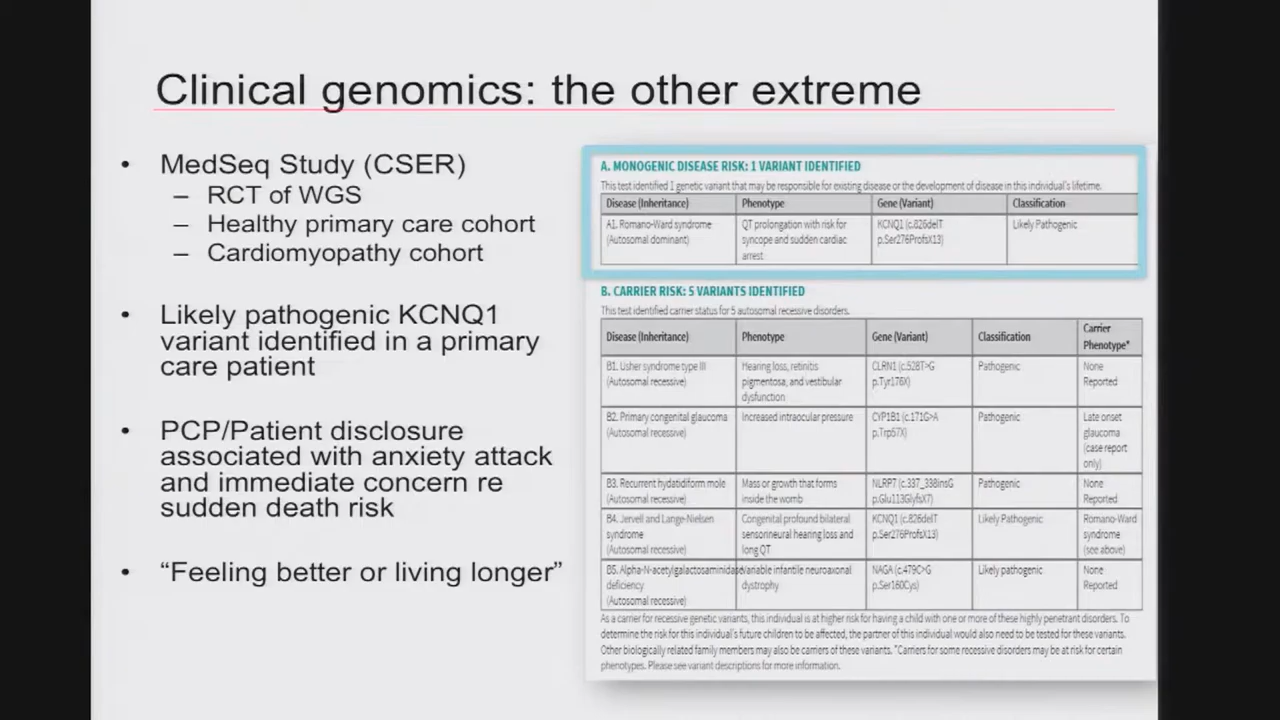 Clinical genomics: the other extreme
• MedSeq Study (CSER)
– RCT of WGS
– Healthy primary care cohort
– Cardiomyopathy cohort
• Likely pathogenic KCNQ1
variant identified in a primary
care patient
• PCP/Patient disclosure
associated with anxiety attack
and immediate concern re
sudden death risk
• “Feeling better or living longer”
A. MONOGENIC DISEASE RISK: 1 VARIANT IDENTIFIED
This test identified 1 genetic variant that may be responsible for existing disease or the development of disease in this individual's lifetime.
Disease (Inheritance) Phenotype Gene (Variant) Classification
A1. Romano-Ward syndrome QT prolongation with risk for KCNQ1 (c.826delT Likely Pathogenic
(Autosomal dominant) syncope and sudden cardiac p.Ser276ProfsX13)
arrest
B. CARRIER RISK: 5 VARIANTS IDENTIFIED
This test identified carrier status for 5 autosomal recessive disorders.
Disease (Inheritance) Phenotype Gene (Variant) Classification Carrier
Phenotype*
B1. Usher syndrome type III Hearing loss, retinitis CLRN1 (c.528T>G Pathogenic None
(Autosomal recessive) pigmentosa, and vestibular p.Tyr176X) Reported
dysfunction
B2. Primary congenital glaucoma Increased intraocular pressure CYP1B1 (c.171G>A Pathogenic Late onset
(Autosomal recessive) p.Trp57X) glaucoma
(case report
only)
B3. Recurrent hydatidiform mole Mass or growth that forms NLRP7 (c.337_338insG Pathogenic None
(Autosomal recessive) inside the womb p.Glu113GlyfsX7) Reported
B4. Jervell and Lange-Nielsen Congenital profound bilateral KCNQ1 (c.826delT Likely Pathogenic Romano-Ward
syndrome sensorineural hearing loss and p.Ser276ProfsX13) syndrome
(Autosomal recessive) long QT (see above)
B5. Alpha-N-acetylgalactosaminidase Variable infantile neuroaxonal NAGA (c.479C>G Likely pathogenic None
deficiency dystrophy p.Ser160Cys) Reported
(Autosomal recessive)
As a carrier for recessive genetic variants, this individual is at higher risk for having a child with one or more of these highly penetrant disorders. To
determine the risk for this individual's future children to be affected, the partner of this individual would also need to be tested for these variants.
Other biologically related family members may also be carriers of these variants. *Carriers for some recessive disorders may be at risk for certain
phenotypes. Please see variant descriptions for more information.